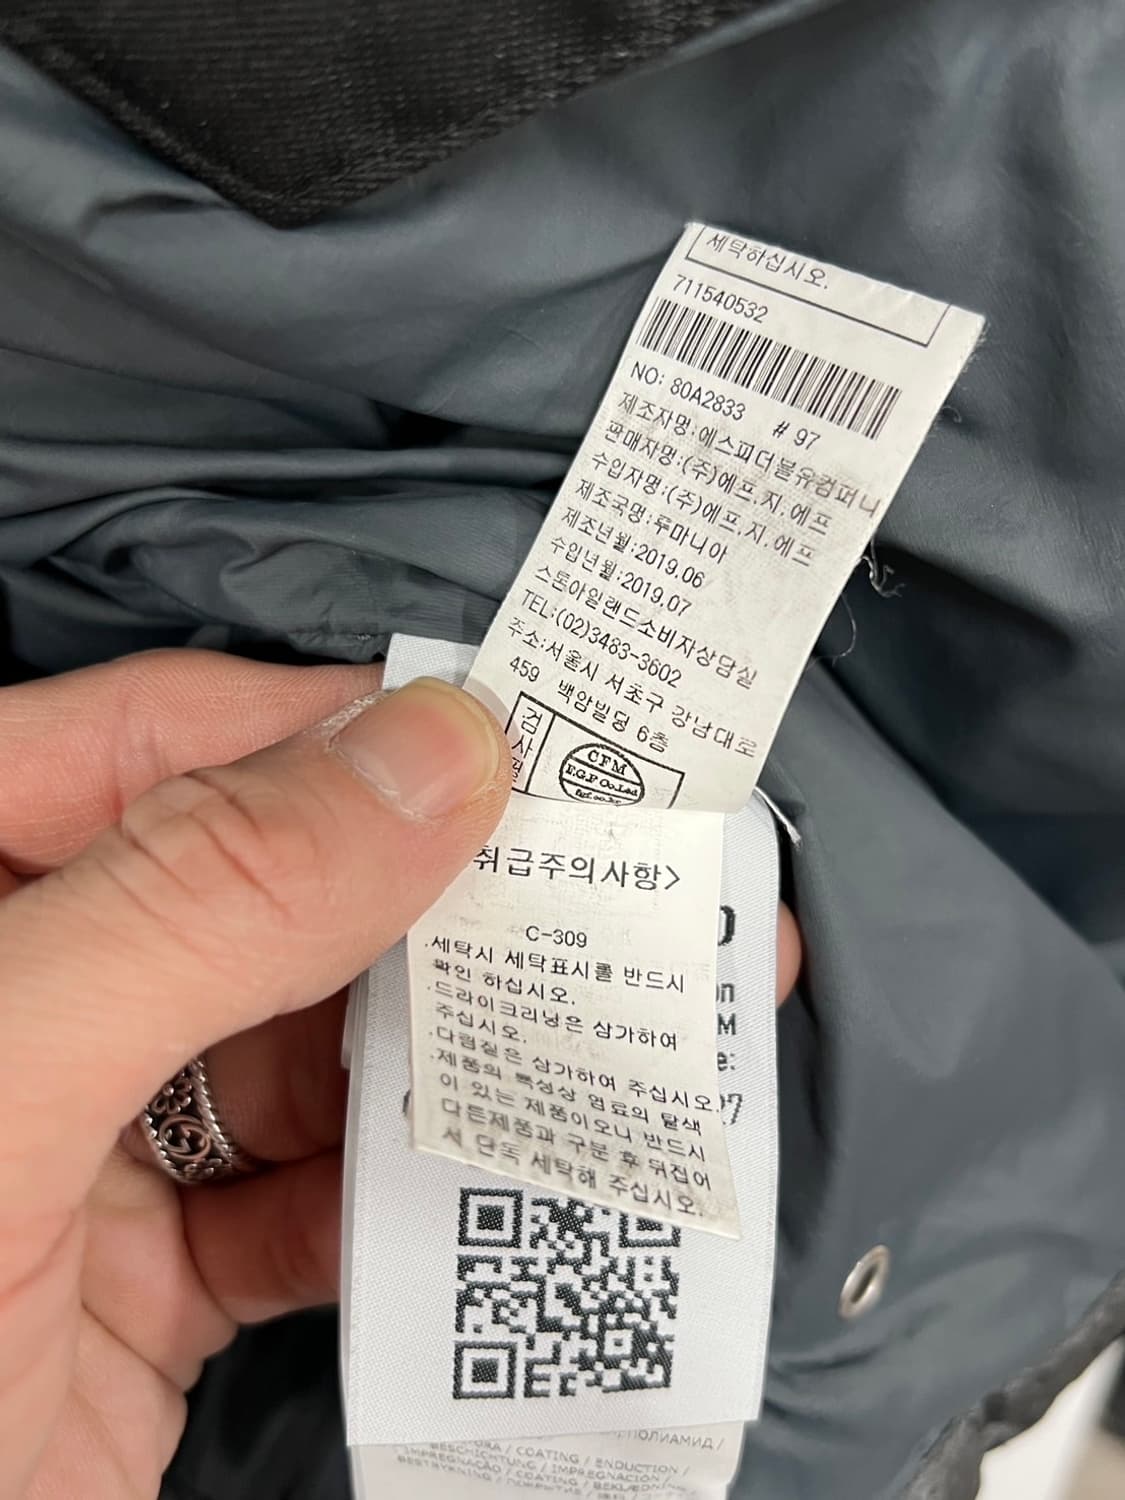 세탁하십시오.
711540532
NO: 80A2833 # 97
제조자명:에스피더블유컴퍼니
판매자명:(주)에프.지.에프
수입자명:(주)에프.지.에프
제조국명:루마니아
제조년월:2019.06
수입년월:2019.07
스톤아일랜드소비자상담실
TEL:(02)3483-3602
주소:서울시 서초구 강남대로
459 백암빌딩 6층
검사
CFM
F.G.F Co.Ltd
취급주의사항>
C-309
.세탁시 세탁표시를 반드시
확인 하십시오.
.드라이크리닝은 삼가하여
주십시오.
.다림질은 삼가하여 주십시오.
.제품의 특성상 염료의 탈색
이 있는 제품이오니 반드시
다른제품과 구분 후 뒤집어
서 단독 세탁해 주십시오.
/ COATING / ENDUCTION /
BESCHICHTUNG / IMPREGNACIÓN /
/ COATING /